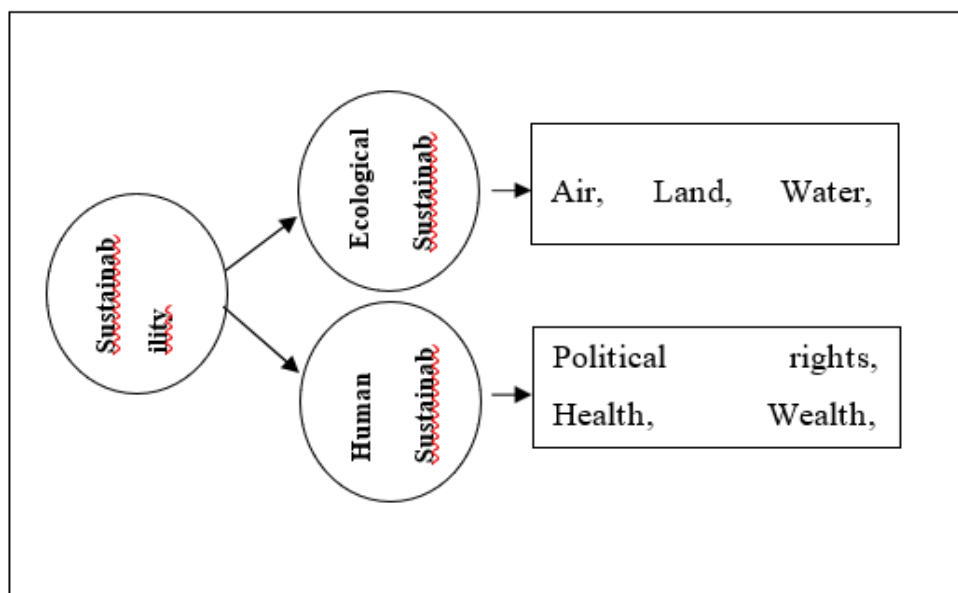 Sustainab
ility
Ecological
Sustainab
Air, Land, Water,
Human
Sustainab
Political rights,
Health, Wealth,